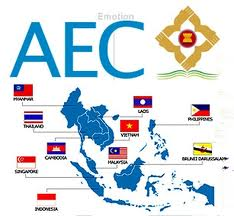 Emotion
AEC
MYANMAR
LAOS
PHILIPPINES
THAILAND
VIETNAM
CAMBODIA
MALAYSIA
BRUNEI DARUSSALAM
SINGAPORE
INDONESIA